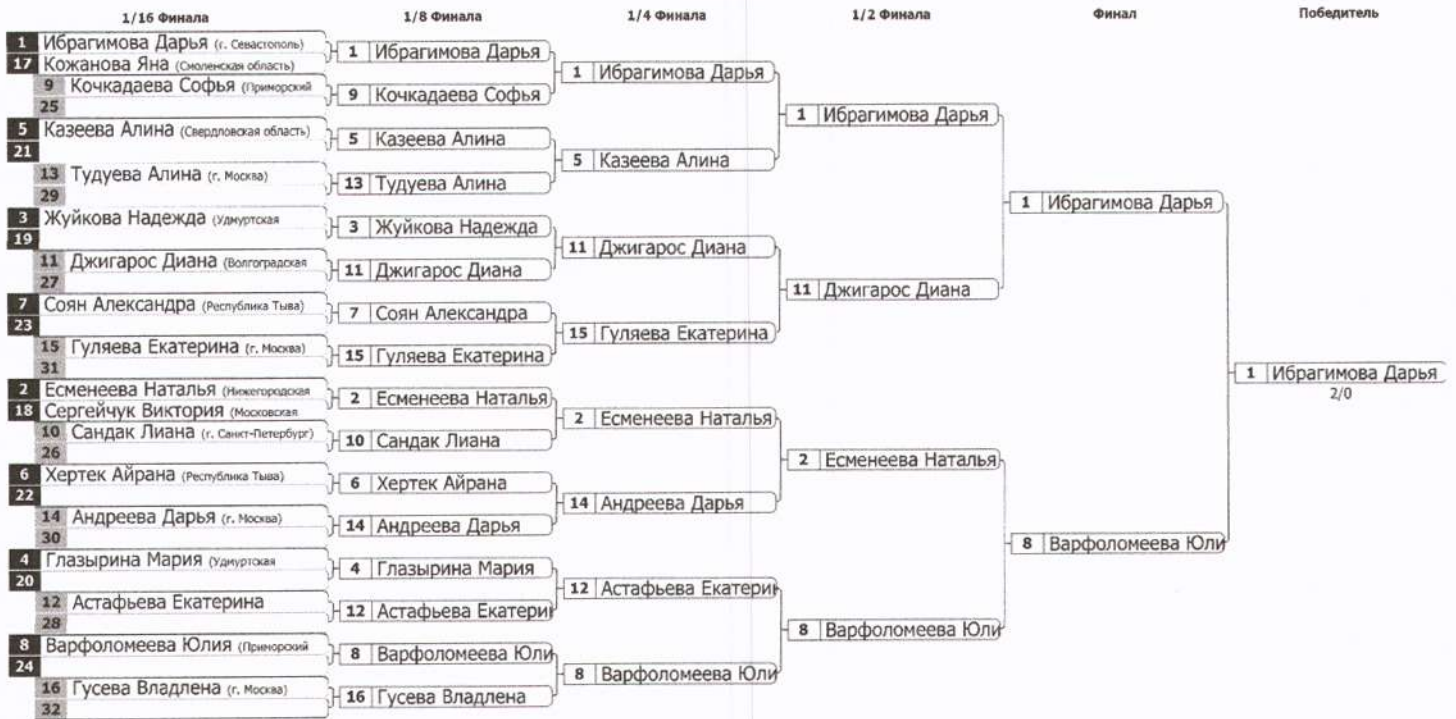 1/16 Финала 1/8 Финала 1/4 Финала 1/2 Финала Финал Победитель
1 Ибрагимова Дарья (г. Севастополь)
17 Кожанова Яна (Смоленская область)
9 Кочкадаева Софья (Приморский
25
5 Казеева Алина (Свердловская область)
21
13 Тудуева Алина (г. Москва)
29
3 Жуйкова Надежда (Удмуртская
19
11 Джигарос Диана (Волгоградская
27
7 Соян Александра (Республика Тыва)
23
15 Гуляева Екатерина (г. Москва)
31
2 Есменеева Наталья (Нижегородская
18 Сергейчук Виктория (Московская
10 Сандак Лиана (г. Санкт-Петербург)
26
6 Хертек Айрана (Республика Тыва)
22
14 Андреева Дарья (г. Москва)
30
4 Глазырина Мария (Удмуртская
20
12 Астафьева Екатерина
28
8 Варфоломеева Юлия (Приморский
24
16 Гусева Владлена (г. Москва)
32
1 Ибрагимова Дарья
9 Кочкадаева Софья
5 Казеева Алина
13 Тудуева Алина
3 Жуйкова Надежда
11 Джигарос Диана
7 Соян Александра
15 Гуляева Екатерина
2 Есменеева Наталья
10 Сандак Лиана
6 Хертек Айрана
14 Андреева Дарья
4 Глазырина Мария
12 Астафьева Екатери
8 Варфоломеева Юли
16 Гусева Владлена
1 Ибрагимова Дарья
5 Казеева Алина
11 Джигарос Диана
15 Гуляева Екатерина
2 Есменеева Наталья
14 Андреева Дарья
12 Астафьева Екатери
8 Варфоломеева Юли
1 Ибрагимова Дарья
11 Джигарос Диана
2 Есменеева Наталья
8 Варфоломеева Юли
1 Ибрагимова Дарья
8 Варфоломеева Юли
1 Ибрагимова Дарья
2/0